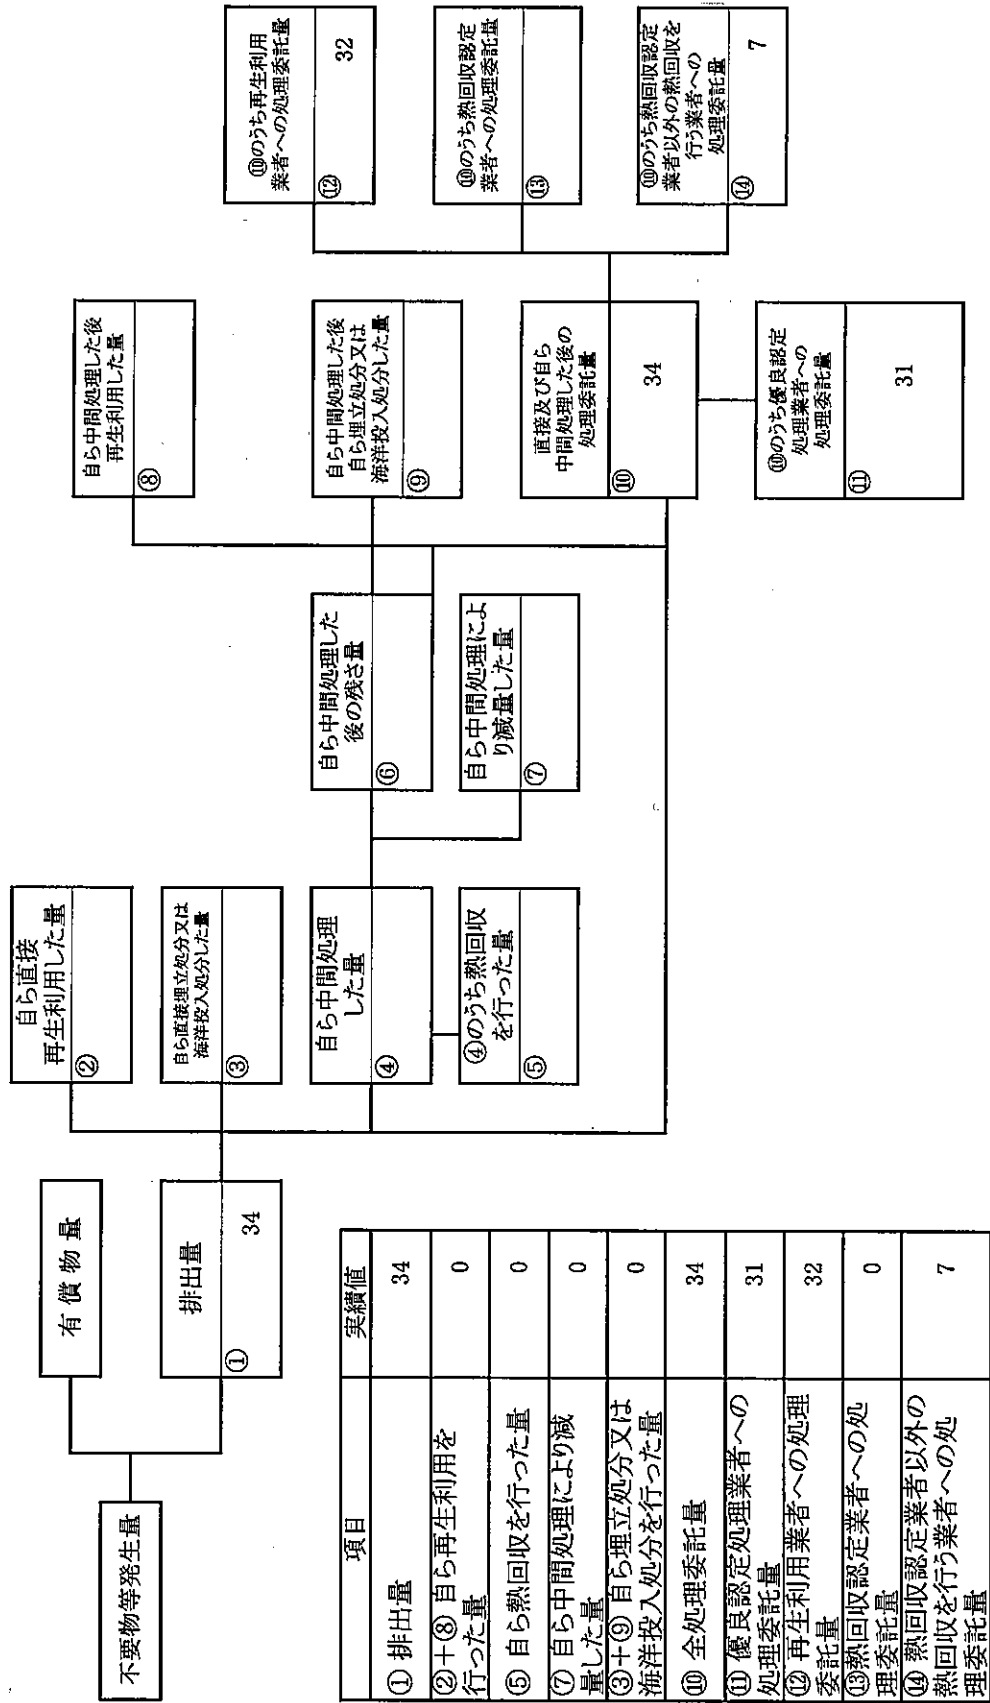 不要物等発生量
有償物量
排出量
①
34
自ら直接
再生利用した量
②
自ら直接埋立処分又は
海洋投入処分した量
③
自ら中間処理
した量
④
④のうち熱回収
を行った量
⑤
自ら中間処理した
後の残さ量
⑥
自ら中間処理によ
り減量した量
⑦
自ら中間処理した後
再生利用した量
⑧
自ら中間処理した後
自ら埋立処分又は
海洋投入処分した量
⑨
直接及び自ら
中間処理した後の
処理委託量
⑩
34
⑩のうち優良認定
処理業者への
処理委託量
⑪
31
⑩のうち再生利用
業者への処理委託量
⑫
32
⑩のうち熱回収認定
業者への処理委託量
⑬
⑩のうち熱回収認定
業者以外の熱回収を
行う業者への
処理委託量
⑭
7
項目 実績値
① 排出量 34
②+⑧ 自ら再生利用を
行った量 0
⑤ 自ら熱回収を行った量 0
⑦ 自ら中間処理により減
量した量 0
③+⑨ 自ら埋立処分又は
海洋投入処分を行った量 0
⑩ 全処理委託量 34
⑪ 優良認定処理業者への
処理委託量 31
⑫ 再生利用業者への処理
委託量 32
⑬熱回収認定業者への処
理委託量 0
⑭ 熱回収認定業者以外の
熱回収を行う業者への処
理委託量 7